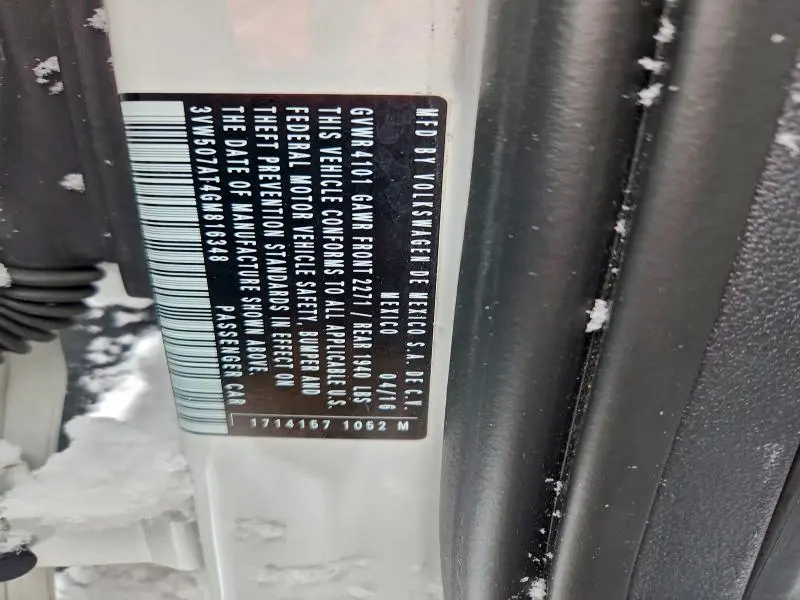 MFD BY VOLKSWAGEN DE MEXICO S.A. DE C.V.
MEXICO 04/16
GVWR 4101 GAWR FRONT 2271 / REAR 1940 LBS
THIS VEHICLE CONFORMS TO ALL APPLICABLE U.S.
FEDERAL MOTOR VEHICLE SAFETY, BUMPER AND
THEFT PREVENTION STANDARDS IN EFFECT ON
THE DATE OF MANUFACTURE SHOWN ABOVE.
3VW507AT4GM816348 PASSENGER CAR
1714157 1052 M